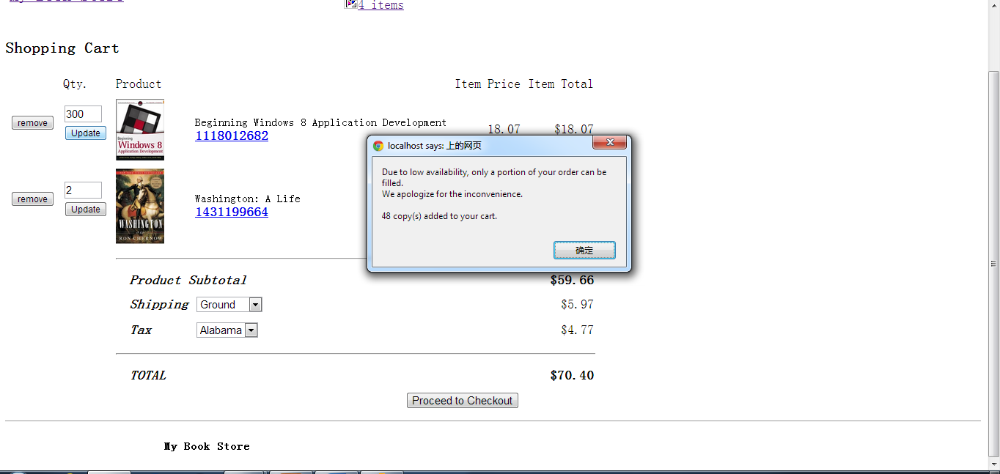 My Book Store
4 items
Shopping Cart
Qty. Product Item Price Item Total
remove
300
Update
Beginning
Windows 8
Application Development
Beginning Windows 8 Application Development
1118012682
18.07 $18.07
remove
2
Update
WASHINGTON
RON CHERNOW
Washington: A Life
1431199664
localhost says: 上的网页
Due to low availability, only a portion of your order can be
filled.
We apologize for the inconvenience.
48 copy(s) added to your cart.
确定
Product Subtotal $59.66
Shipping Ground $5.97
Tax Alabama $4.77
TOTAL $70.40
Proceed to Checkout
My Book Store